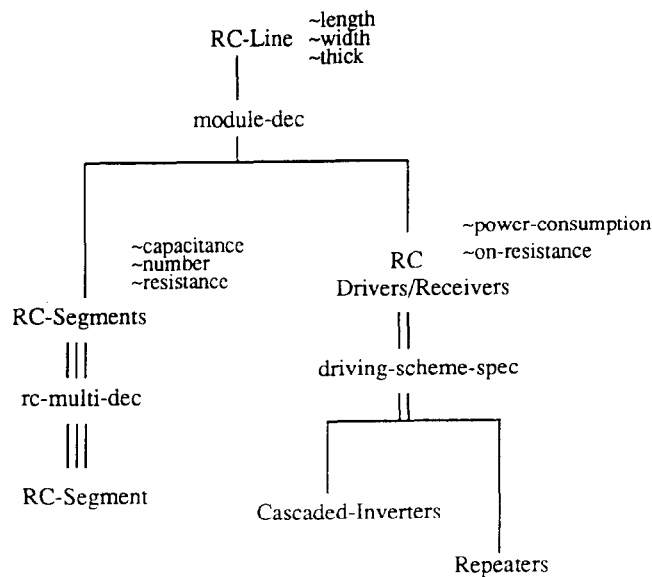 RC-Line
~length
~width
~thick
module-dec
~capacitance
~number
~resistance
RC-Segments
rc-multi-dec
RC-Segment
~power-consumption
~on-resistance
RC
Drivers/Receivers
driving-scheme-spec
Cascaded-Inverters
Repeaters